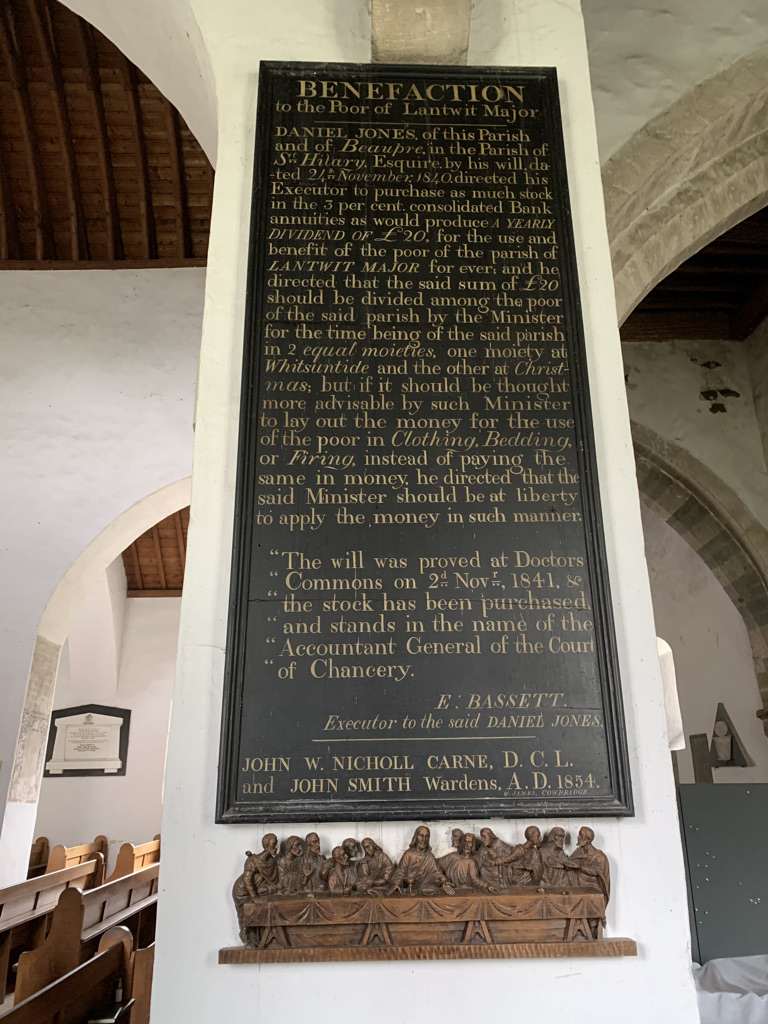 BENEFACTION
to the Poor of Lantwit Major
DANIEL JONES, of this Parish
and of Beaupre, in the Parish of
St. Hilary, Esquire, by his will, da-
-ted 24th November, 1840, directed his
Executor to purchase as much stock
in the 3 per cent. consolidated Bank
annuities as would produce A YEARLY
DIVIDEND OF £20, for the use and
benefit of the poor of the parish of
LANTWIT MAJOR for ever; and he
directed that the said sum of £20
should be divided among the poor
of the said parish by the Minister
for the time being of the said parish
in 2 equal moieties, one moiety at
Whitsuntide and the other at Christ-
mas; but if it should be thought
more advisable by such Minister
to lay out the money for the use
of the poor in Clothing, Bedding,
or Firing, instead of paying the
same in money, he directed that the
said Minister should be at liberty
to apply the money in such manner.
"The will was proved at Doctors
" Commons on 2d Novr, 1841, &
" the stock has been purchased,
" and stands in the name of the
" Accountant General of the Court
" of Chancery.
E: BASSETT.
Executor to the said DANIEL JONES.
JOHN W. NICHOLL CARNE, D. C. L.
and JOHN SMITH Wardens, A. D. 1854.
W. JAMES, COWBRIDGE